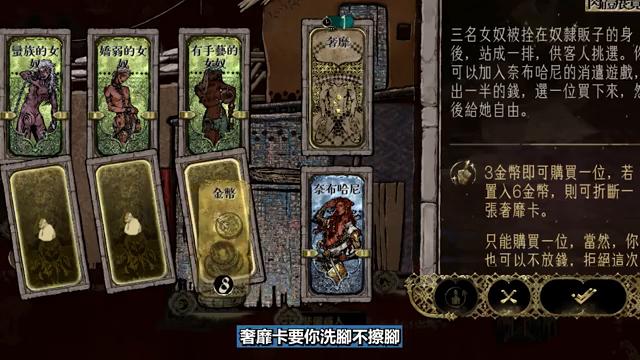 蠻族的女
奴
嬌弱的女
奴
有手藝的
女奴
奢靡
金幣
8
奈布哈尼
三名女奴被拴在奴隸販子的身
後，站成一排，供客人挑選。
可以加入奈布哈尼的消遣遊戲，
出一半的錢，選一位買下來，
後給她自由。
3金幣即可購買一位，若
置入6金幣，則可折斷一
張奢靡卡。
只能購買一位，當然，你
也可以不放錢，拒絕這次
奢靡卡要你洗腳不擦腳